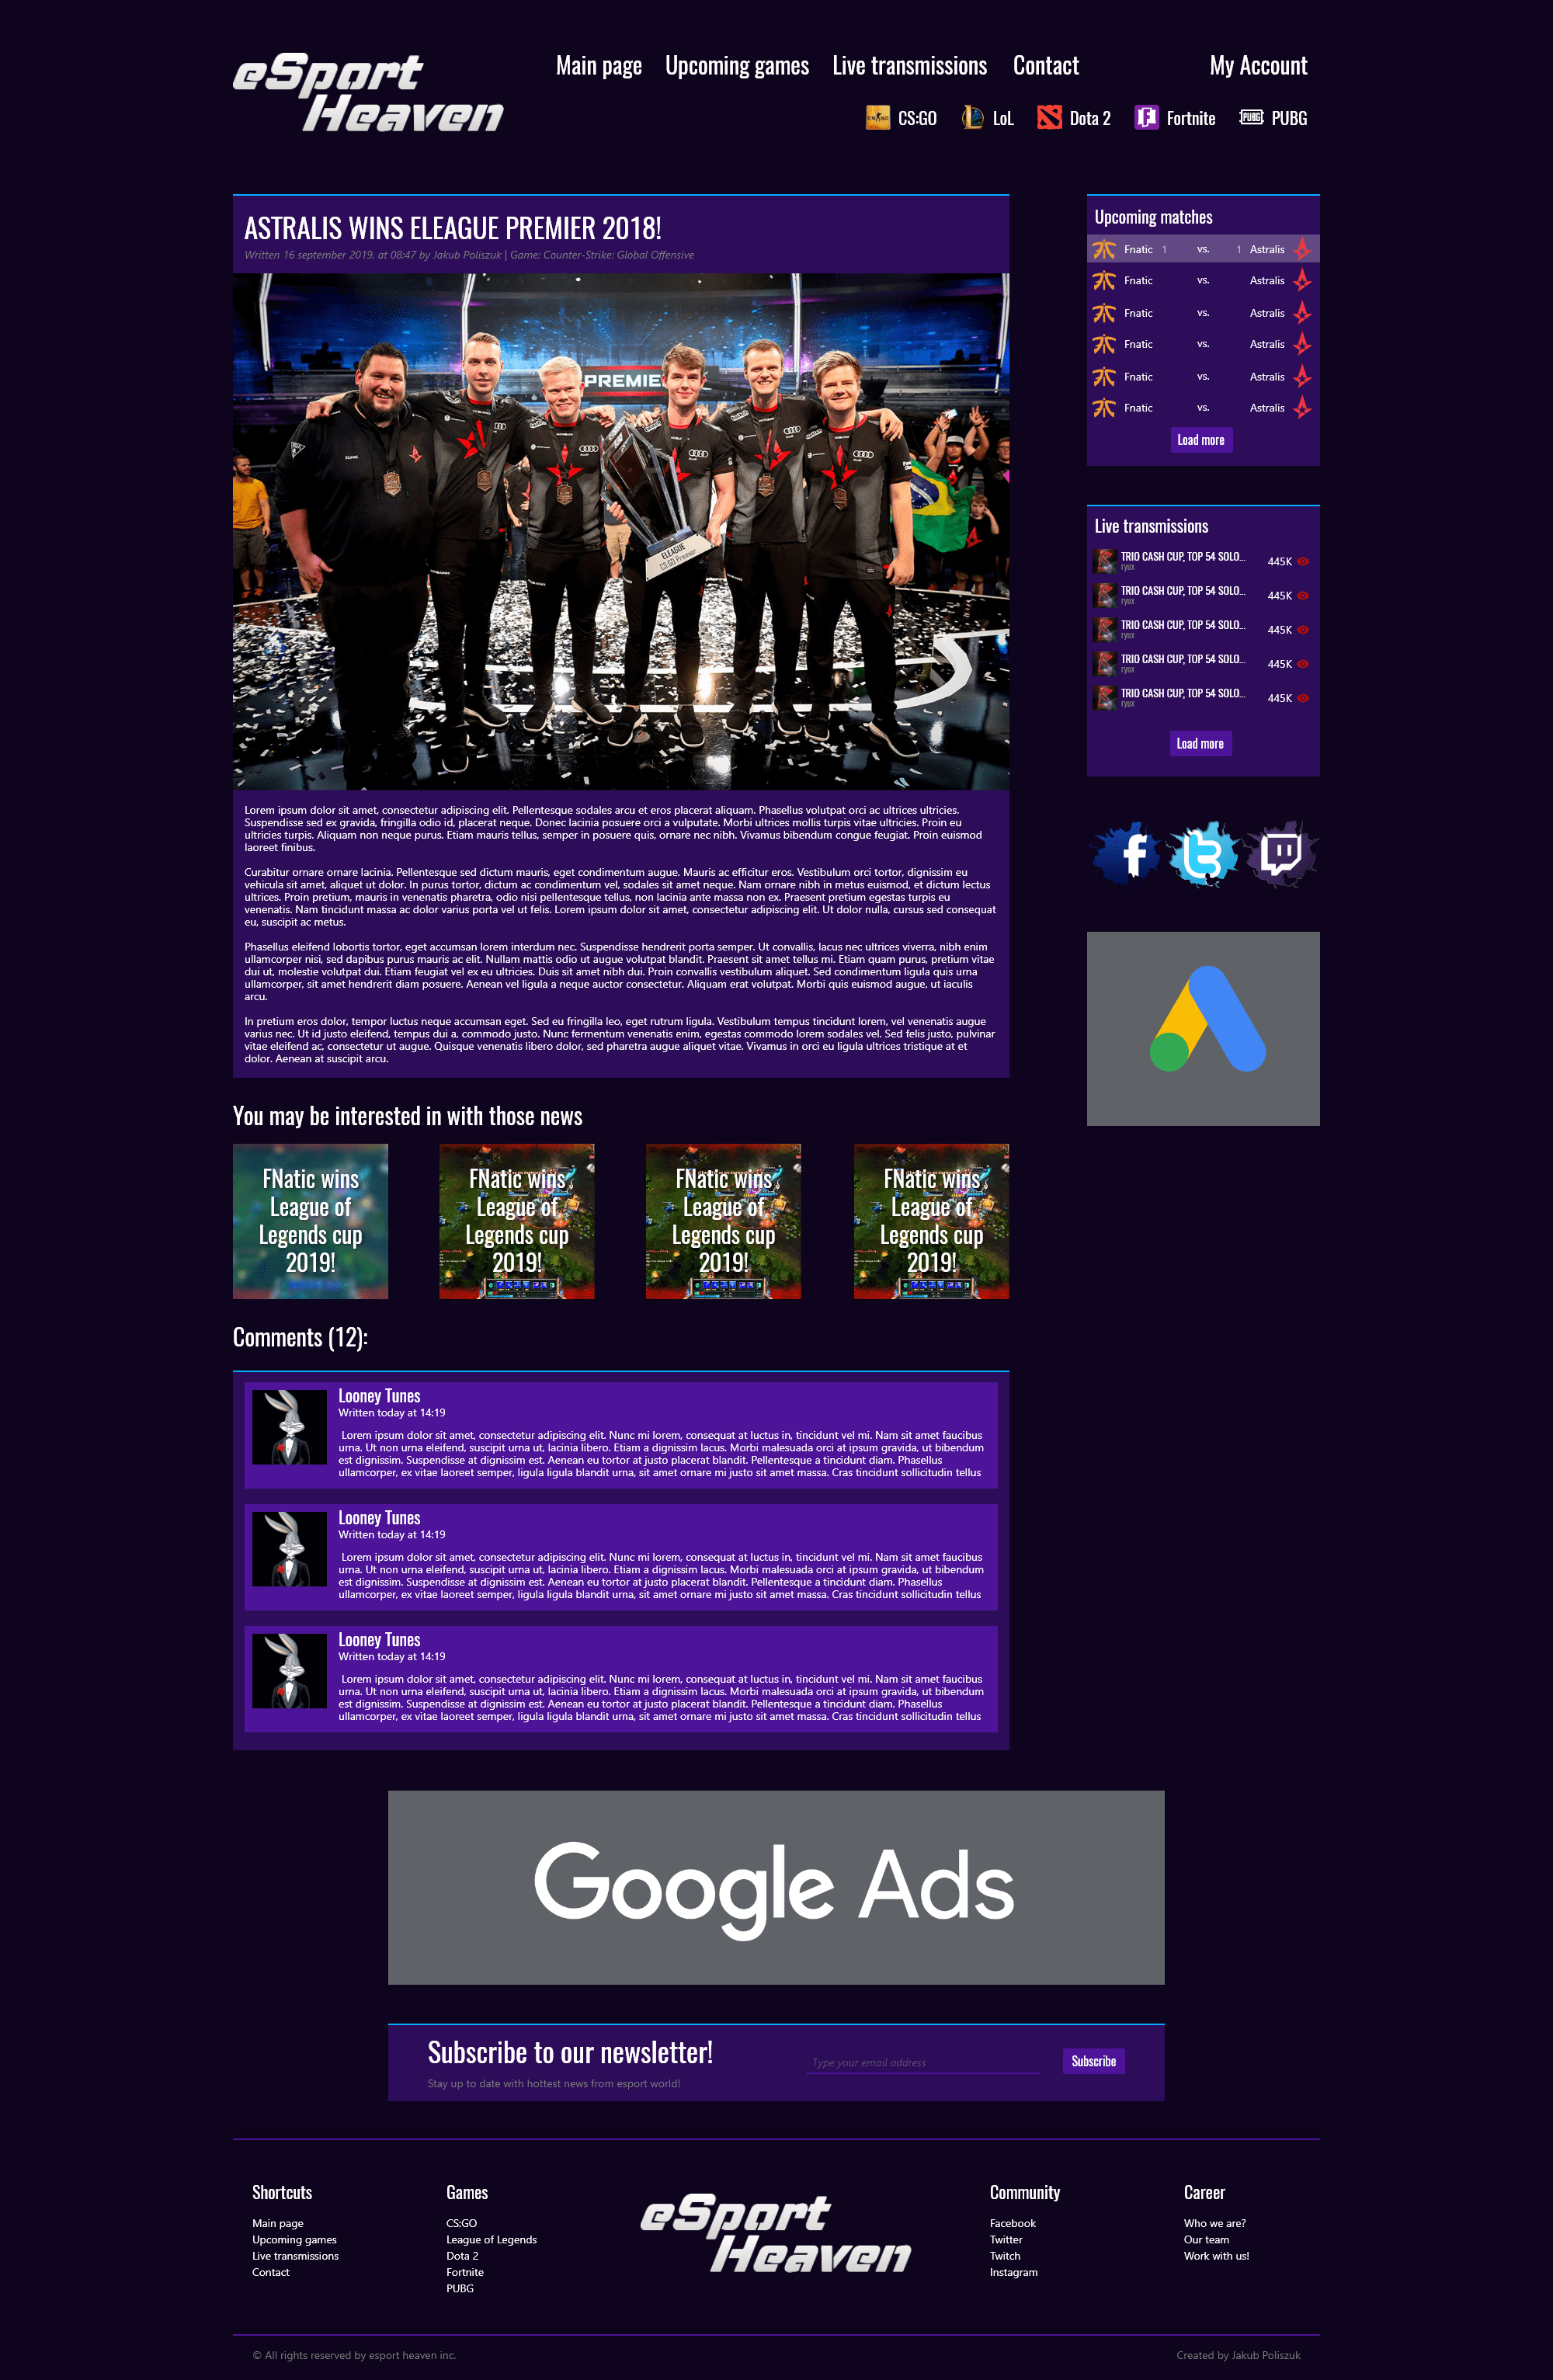 eSport
Heaven
Main page
Upcoming games
Live transmissions
Contact
My Account
CS:GO
LoL
Dota 2
Fortnite
PUBG
PUBG
ASTRALIS WINS ELEAGUE PREMIER 2018!
Written 16 september 2019, at 08:47 by Jakub Poliszuk | Game: Counter-Strike: Global Offensive
PREMIE
ELEAGUE
CS:GO Premier
Lorem ipsum dolor sit amet, consectetur adipiscing elit. Pellentesque sodales arcu et eros placerat aliquam. Phasellus volutpat orci ac ultrices ultricies.
Suspendisse sed ex gravida, fringilla odio id, placerat neque. Donec lacinia posuere orci a vulputate. Morbi ultrices mollis turpis vitae ultricies. Proin eu
ultricies turpis. Aliquam non neque purus. Etiam mauris tellus, semper in posuere quis, ornare nec nibh. Vivamus bibendum congue feugiat. Proin euismod
laoreet finibus.
Curabitur ornare ornare lacinia. Pellentesque sed dictum mauris, eget condimentum augue. Mauris ac efficitur eros. Vestibulum orci tortor, dignissim eu
vehicula sit amet, aliquet ut dolor. In purus tortor, dictum ac condimentum vel, sodales sit amet neque. Nam ornare nibh in metus euismod, et dictum lectus
ultrices. Proin pretium, mauris in venenatis pharetra, odio nisi pellentesque tellus, non lacinia ante massa non ex. Praesent pretium egestas turpis eu
venenatis. Nam tincidunt massa ac dolor varius porta vel ut felis. Lorem ipsum dolor sit amet, consectetur adipiscing elit. Ut dolor nulla, cursus sed consequat
eu, suscipit ac metus.
Phasellus eleifend lobortis tortor, eget accumsan lorem interdum nec. Suspendisse hendrerit porta semper. Ut convallis, lacus nec ultrices viverra, nibh enim
ullamcorper nisi, sed dapibus purus mauris ac elit. Nullam mattis odio ut augue volutpat blandit. Praesent sit amet tellus mi. Etiam quam purus, pretium vitae
dui ut, molestie volutpat dui. Etiam feugiat vel ex eu ultricies. Duis sit amet nibh dui. Proin convallis vestibulum aliquet. Sed condimentum ligula quis urna
ullamcorper, sit amet hendrerit diam posuere. Aenean vel ligula a neque auctor consectetur. Aliquam erat volutpat. Morbi quis euismod augue, ut iaculis
arcu.
In pretium eros dolor, tempor luctus neque accumsan eget. Sed eu fringilla leo, eget rutrum ligula. Vestibulum tempus tincidunt lorem, vel venenatis augue
varius nec. Ut id justo eleifend, tempus dui a, commodo justo. Nunc fermentum venenatis enim, egestas commodo lorem sodales vel. Sed felis justo, pulvinar
vitae eleifend ac, consectetur ut augue. Quisque venenatis libero dolor, sed pharetra augue aliquet vitae. Vivamus in orci eu ligula ultrices tristique at et
dolor. Aenean at suscipit arcu.
Upcoming matches
Fnatic 1 vs. 1 Astralis
Fnatic vs. Astralis
Fnatic vs. Astralis
Fnatic vs. Astralis
Fnatic vs. Astralis
Fnatic vs. Astralis
Load more
Live transmissions
TRIO CASH CUP, TOP 54 SOLO... 445K
ryux
TRIO CASH CUP, TOP 54 SOLO... 445K
ryux
TRIO CASH CUP, TOP 54 SOLO... 445K
ryux
TRIO CASH CUP, TOP 54 SOLO... 445K
ryux
TRIO CASH CUP, TOP 54 SOLO... 445K
ryux
Load more
You may be interested in with those news
FNatic wins
League of
Legends cup
2019!
FNatic wins
League of
Legends cup
2019!
FNatic wins
League of
Legends cup
2019!
FNatic wins
League of
Legends cup
2019!
Comments (12):
Looney Tunes
Written today at 14:19
Lorem ipsum dolor sit amet, consectetur adipiscing elit. Nunc mi lorem, consequat at luctus in, tincidunt vel mi. Nam sit amet faucibus
urna. Ut non urna eleifend, suscipit urna ut, lacinia libero. Etiam a dignissim lacus. Morbi malesuada orci at ipsum gravida, ut bibendum
est dignissim. Suspendisse at dignissim est. Aenean eu tortor at justo placerat blandit. Pellentesque a tincidunt diam. Phasellus
ullamcorper, ex vitae laoreet semper, ligula ligula blandit urna, sit amet ornare mi justo sit amet massa. Cras tincidunt sollicitudin tellus
Looney Tunes
Written today at 14:19
Lorem ipsum dolor sit amet, consectetur adipiscing elit. Nunc mi lorem, consequat at luctus in, tincidunt vel mi. Nam sit amet faucibus
urna. Ut non urna eleifend, suscipit urna ut, lacinia libero. Etiam a dignissim lacus. Morbi malesuada orci at ipsum gravida, ut bibendum
est dignissim. Suspendisse at dignissim est. Aenean eu tortor at justo placerat blandit. Pellentesque a tincidunt diam. Phasellus
ullamcorper, ex vitae laoreet semper, ligula ligula blandit urna, sit amet ornare mi justo sit amet massa. Cras tincidunt sollicitudin tellus
Looney Tunes
Written today at 14:19
Lorem ipsum dolor sit amet, consectetur adipiscing elit. Nunc mi lorem, consequat at luctus in, tincidunt vel mi. Nam sit amet faucibus
urna. Ut non urna eleifend, suscipit urna ut, lacinia libero. Etiam a dignissim lacus. Morbi malesuada orci at ipsum gravida, ut bibendum
est dignissim. Suspendisse at dignissim est. Aenean eu tortor at justo placerat blandit. Pellentesque a tincidunt diam. Phasellus
ullamcorper, ex vitae laoreet semper, ligula ligula blandit urna, sit amet ornare mi justo sit amet massa. Cras tincidunt sollicitudin tellus
Google Ads
Subscribe to our newsletter!
Stay up to date with hottest news from esport world!
Type your email address
Subscribe
Shortcuts
Main page
Upcoming games
Live transmissions
Contact
Games
CS:GO
League of Legends
Dota 2
Fortnite
PUBG
eSport
Heaven
Community
Facebook
Twitter
Twitch
Instagram
Career
Who we are?
Our team
Work with us!
© All rights reserved by esport heaven inc.
Created by Jakub Poliszuk